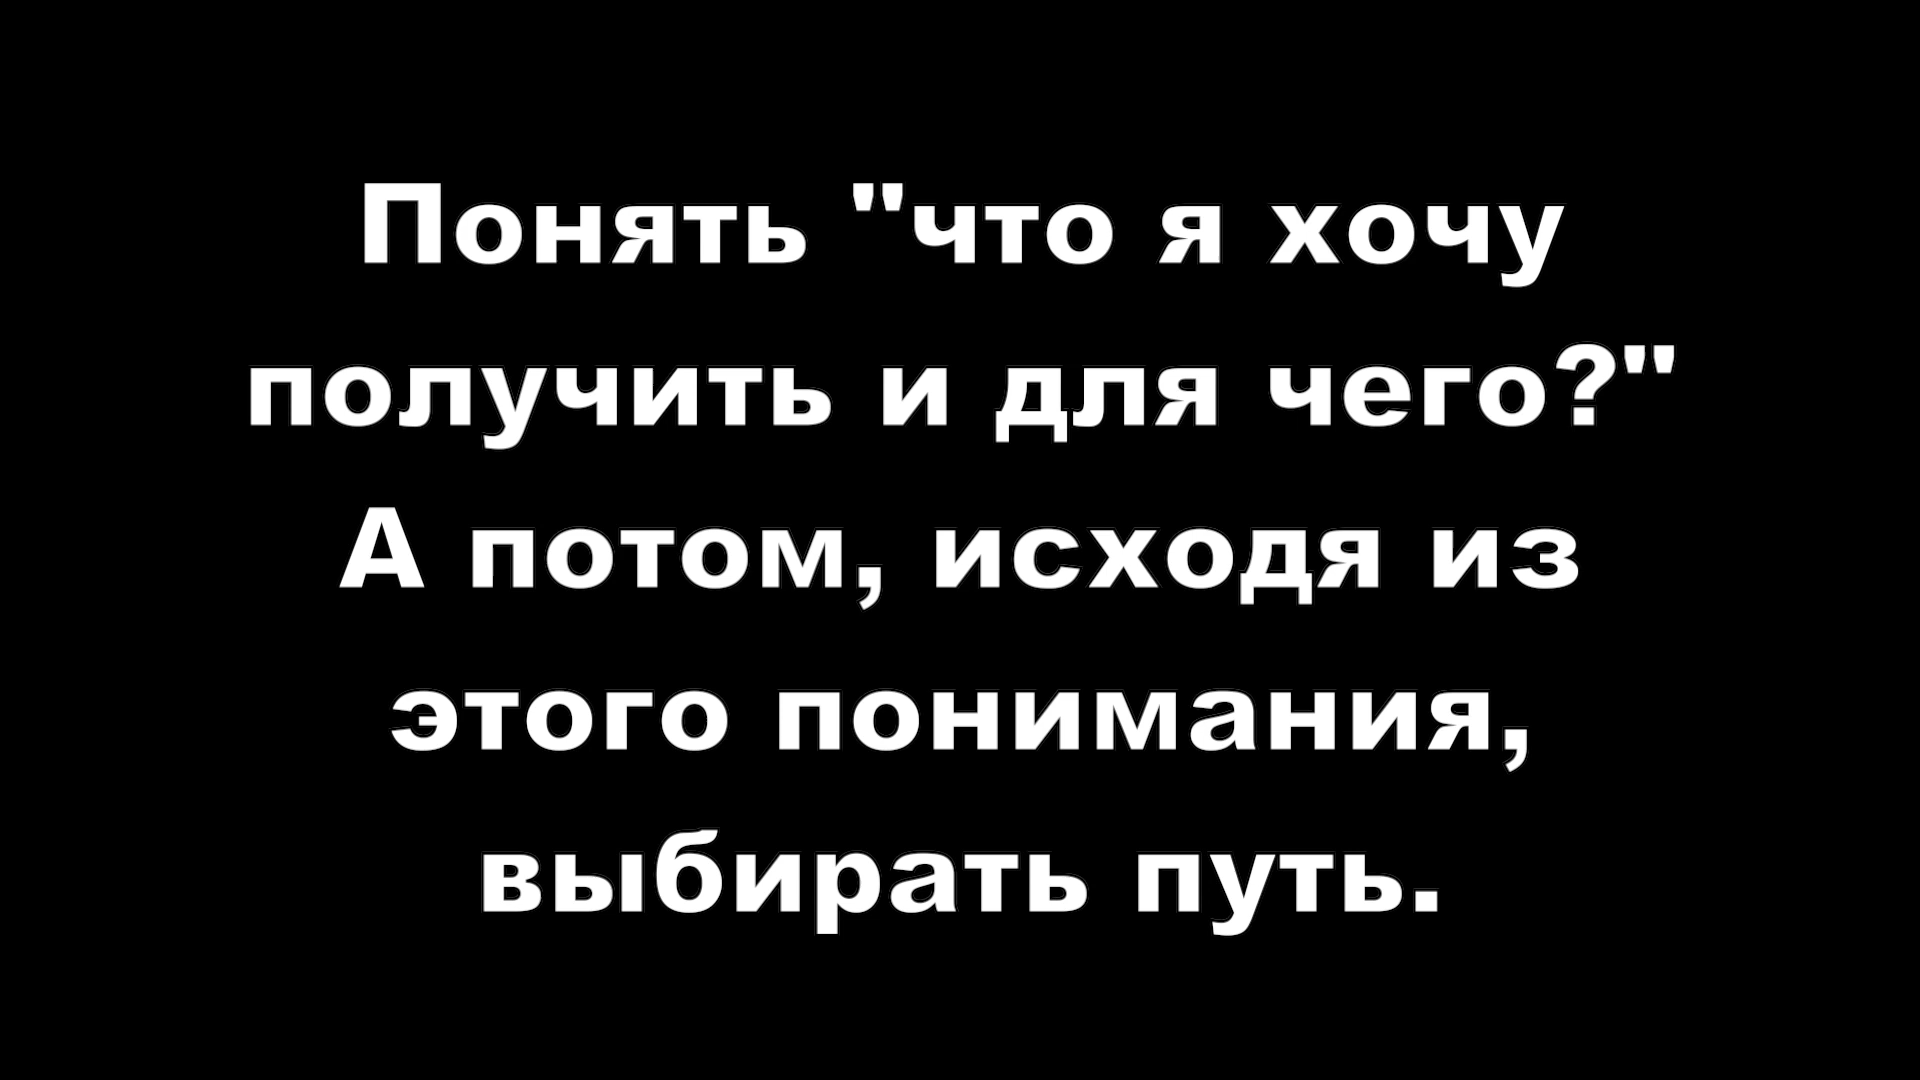 Понять "что я хочу
получить и для чего?"
А потом, исходя из
этого понимания,
выбирать путь.